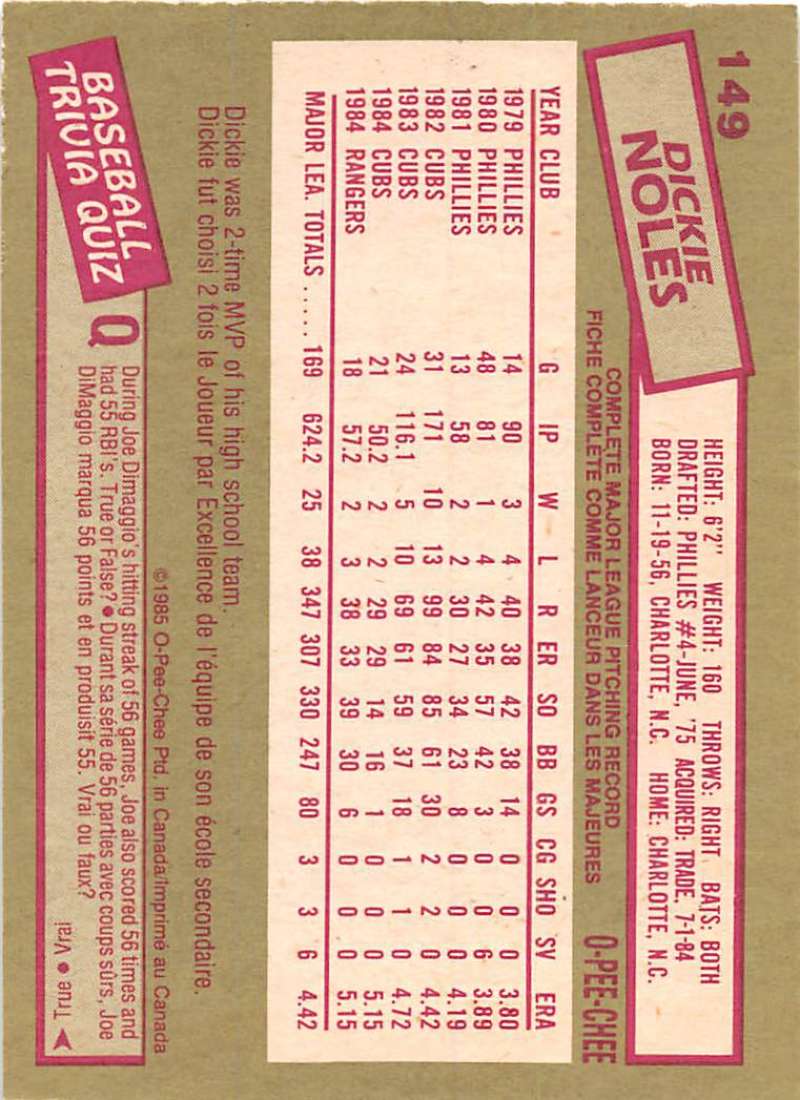 149
DICKIE
NOLES
HEIGHT: 6'2" WEIGHT: 160 THROWS: RIGHT BATS: BOTH
DRAFTED: PHILLIES #4-JUNE, '75 ACQUIRED: TRADE, 7-1-84
BORN: 11-19-56, CHARLOTTE, N.C. HOME: CHARLOTTE, N.C.
COMPLETE MAJOR LEAGUE PITCHING RECORD
FICHE COMPLÈTE COMME LANCEUR DANS LES MAJEURES
O-PEE-CHEE
YEAR CLUB G IP W L R ER SO BB GS CG SHO SV ERA
1979 PHILLIES 14 90 3 4 40 38 42 38 14 0 0 0 3.80
1980 PHILLIES 48 81 1 4 42 35 57 42 3 0 0 6 3.89
1981 PHILLIES 13 58 2 2 30 27 34 23 8 0 0 0 4.19
1982 CUBS 31 171 10 13 99 84 85 61 30 2 2 0 4.42
1983 CUBS 24 116.1 5 10 69 61 59 37 18 1 1 0 4.72
1984 CUBS 21 50.2 2 2 29 29 14 16 1 0 0 0 5.15
1984 RANGERS 18 57.2 2 3 38 33 39 30 6 0 0 0 5.15
MAJOR LEA. TOTALS ..... 169 624.2 25 38 347 307 330 247 80 3 3 6 4.42
Dickie was 2-time MVP of his high school team.
Dickie fut choisi 2 fois le Joueur par Excellence de l'équipe de son école secondaire.
©1985 O-Pee-Chee Ptd. in Canada/Imprimé au Canada
BASEBALL
TRIVIA QUIZ
Q
During Joe Dimaggio's hitting streak of 56 games, Joe also scored 56 times and
had 55 RBI's. True or False? • Durant sa série de 56 parties avec coups sûrs, Joe
DiMaggio marqua 56 points et en produisit 55. Vrai ou faux?
True • Vrai